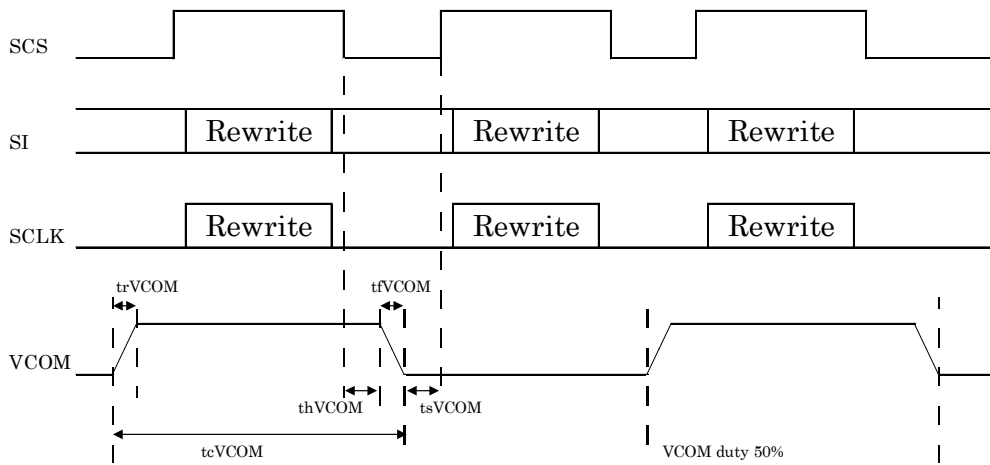 SCS
SI
Rewrite Rewrite Rewrite
SCLK
Rewrite Rewrite Rewrite
trVCOM tfVCOM
VCOM
thVCOM tsVCOM
tcVCOM VCOM duty 50%